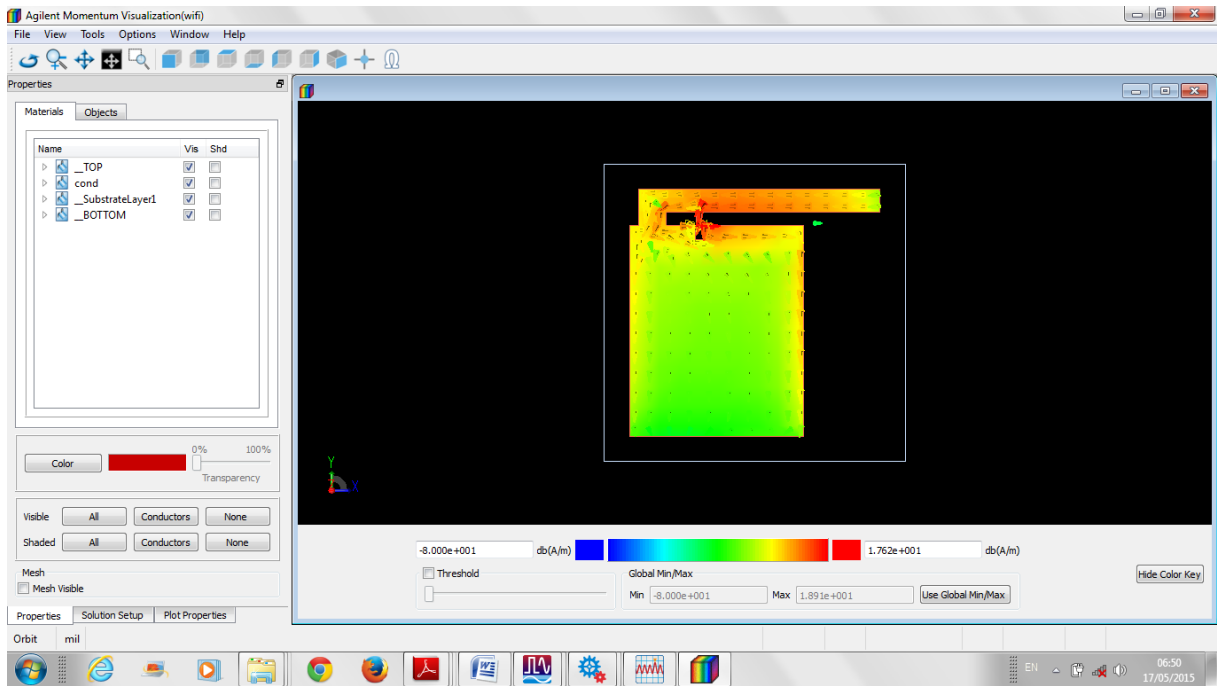 Agilent Momentum Visualization(wifi)
File View Tools Options Window Help
Properties
Materials Objects
Name Vis Shd
__TOP
cond
__SubstrateLayer1
__BOTTOM
Color
0% 100%
Transparency
Visible All Conductors None
Shaded All Conductors None
Mesh
Mesh Visible
Properties Solution Setup Plot Properties
Y
X
-8.000e+001 db(A/m) 1.762e+001 db(A/m)
Threshold
Global Min/Max
Min -8.000e+001 Max 1.891e+001 Use Global Min/Max
Hide Color Key
Orbit mil
EN
06:50
17/05/2015